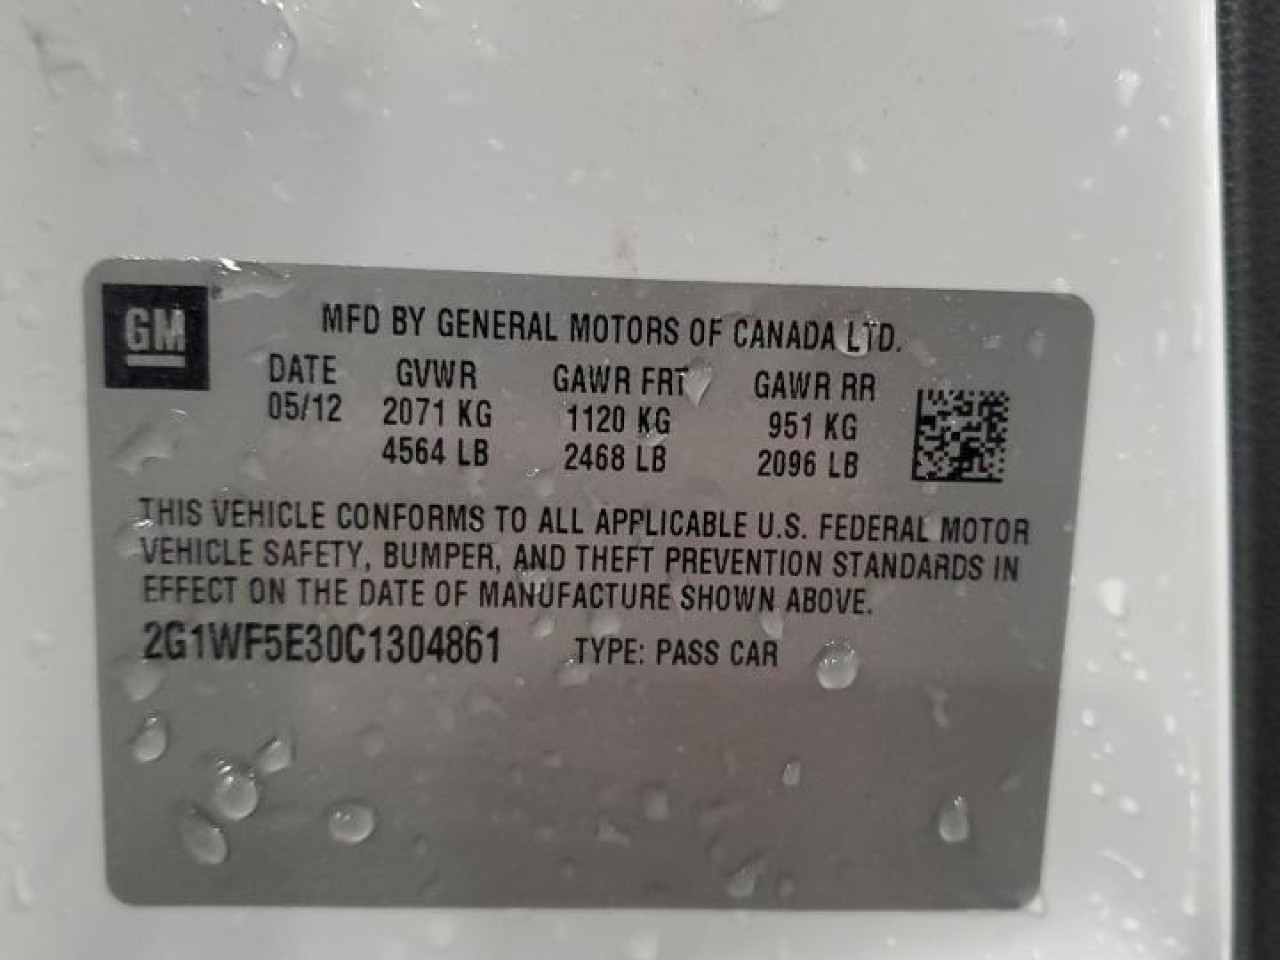 GM
MFD BY GENERAL MOTORS OF CANADA LTD.
DATE GVWR GAWR FRT GAWR RR
05/12 2071 KG 1120 KG 951 KG
4564 LB 2468 LB 2096 LB
THIS VEHICLE CONFORMS TO ALL APPLICABLE U.S. FEDERAL MOTOR
VEHICLE SAFETY, BUMPER, AND THEFT PREVENTION STANDARDS IN
EFFECT ON THE DATE OF MANUFACTURE SHOWN ABOVE.
2G1WF5E30C1304861 TYPE: PASS CAR